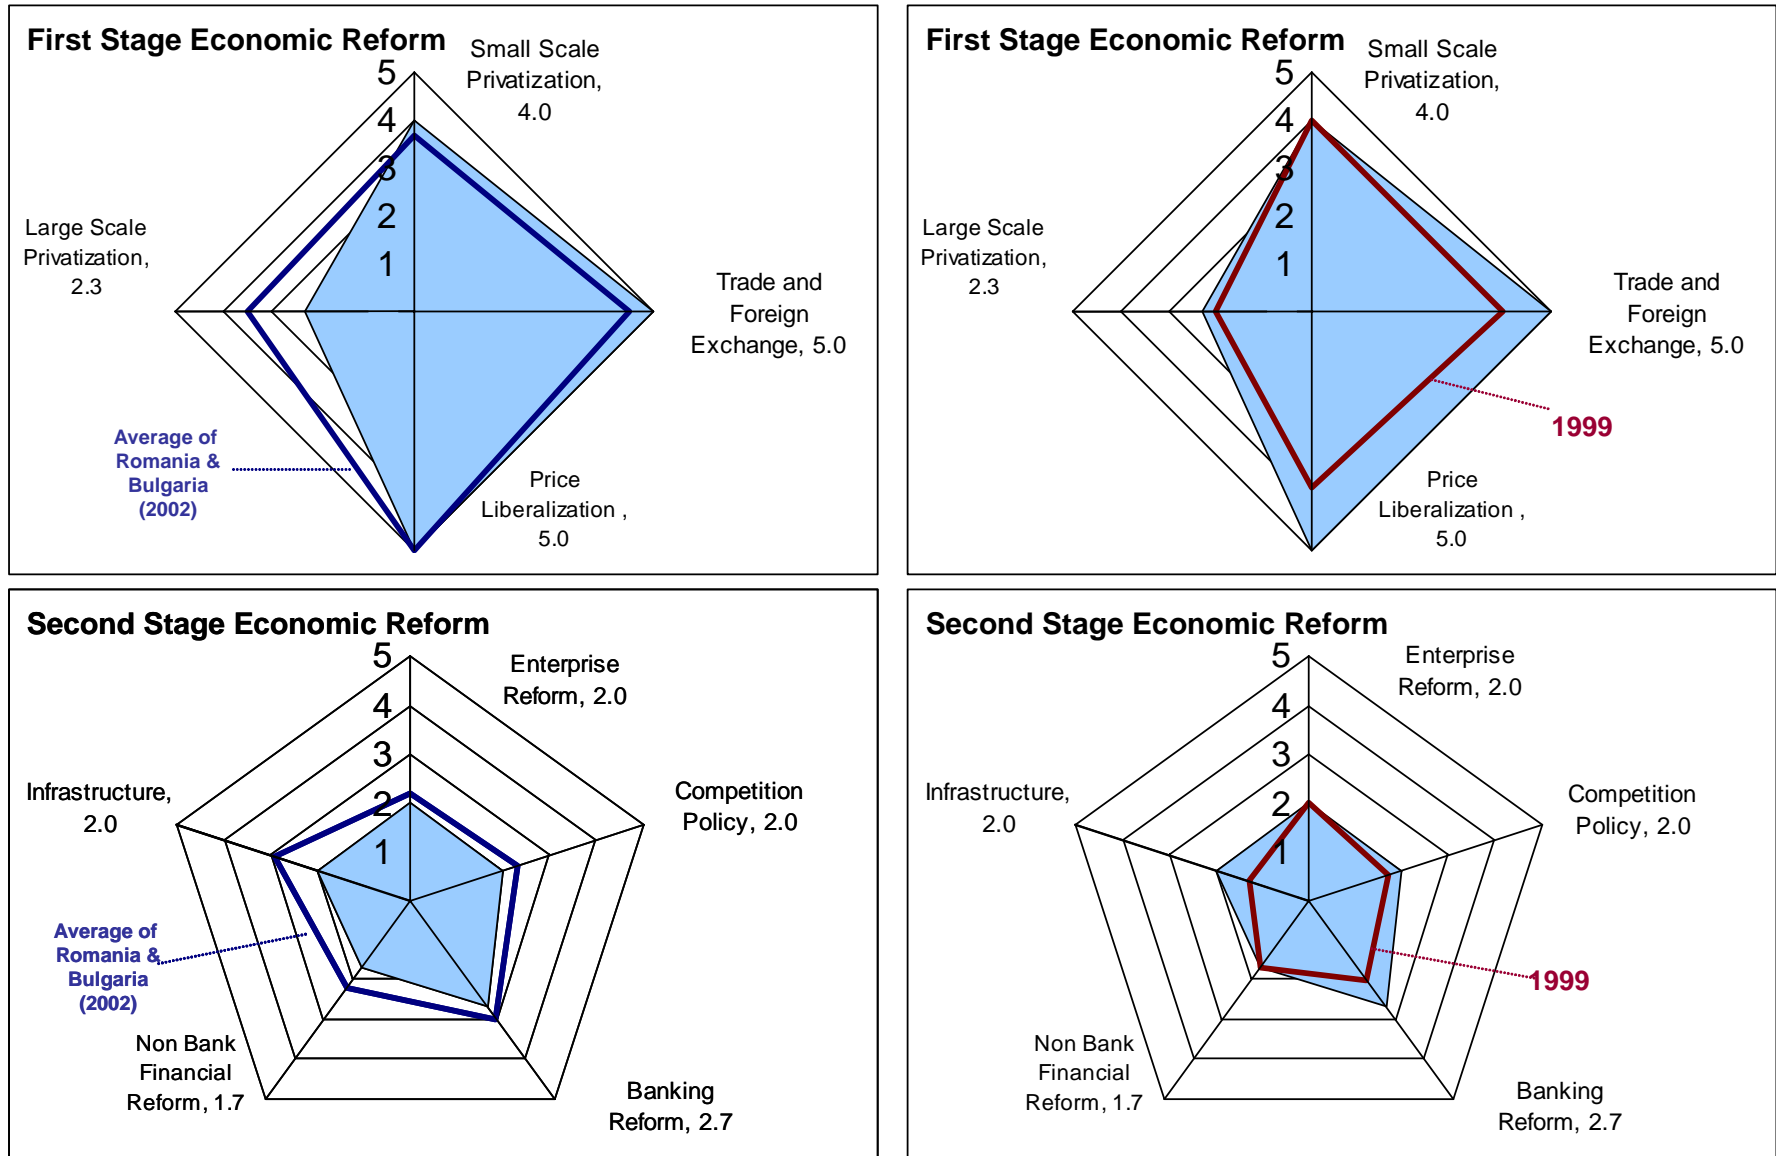 First Stage Economic Reform
Small Scale
Privatization,
4.0
5
4
3
2
1
Large Scale
Privatization,
2.3
Trade and
Foreign
Exchange, 5.0
Average of
Romania &
Bulgaria
(2002)
Price
Liberalization ,
5.0
First Stage Economic Reform
Small Scale
Privatization,
4.0
5
4
3
2
1
Large Scale
Privatization,
2.3
Trade and
Foreign
Exchange, 5.0
1999
Price
Liberalization ,
5.0
Second Stage Economic Reform
5
4
3
2
1
Enterprise
Reform, 2.0
Infrastructure,
2.0
Competition
Policy, 2.0
Average of
Romania &
Bulgaria
(2002)
Non Bank
Financial
Reform, 1.7
Banking
Reform, 2.7
Second Stage Economic Reform
5
4
3
2
1
Enterprise
Reform, 2.0
Infrastructure,
2.0
Competition
Policy, 2.0
1999
Non Bank
Financial
Reform, 1.7
Banking
Reform, 2.7